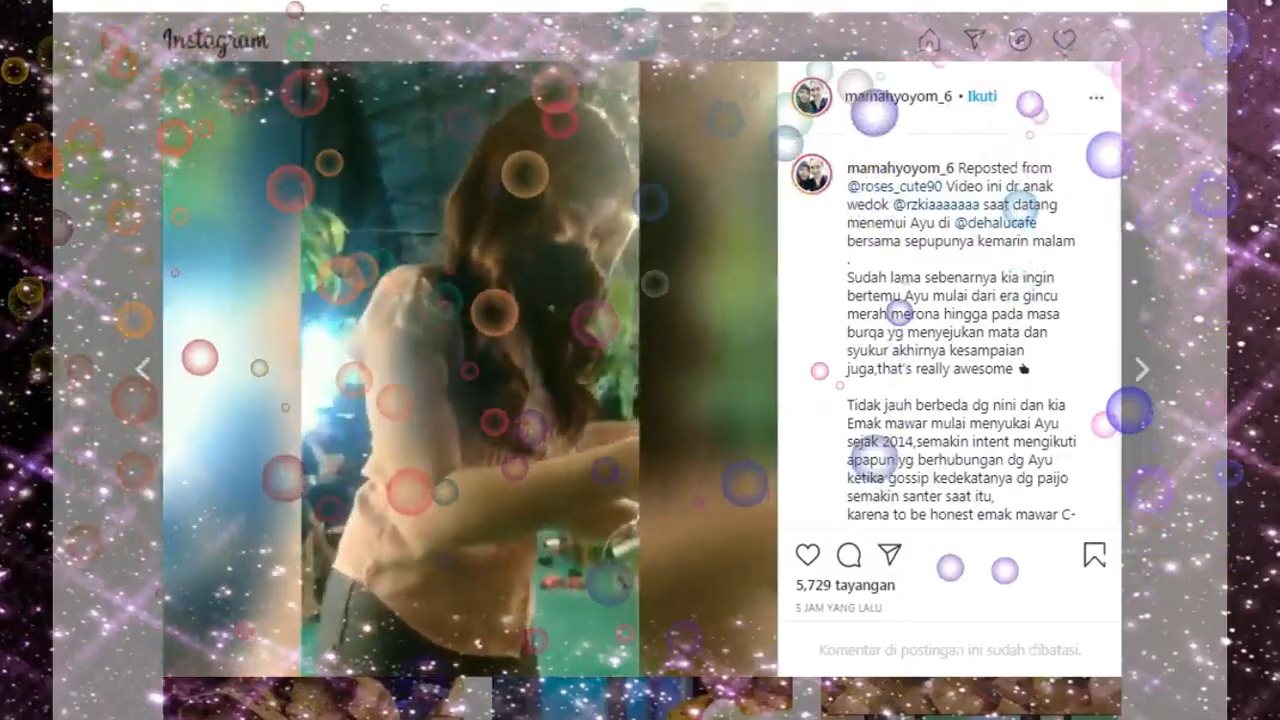 Instagram
mamahyoyom_6 • Ikuti
mamahyoyom_6 Reposted from
@roses_cute90 Video ini dr anak
wedok @rzkiaaaaaaa saat datang
menemui Ayu di @dehalucafe
bersama sepupunya kemarin malam
.
Sudah lama sebenarnya kia ingin
bertemu Ayu mulai dari era gincu
merah merona hingga pada masa
burqa yg menyejukan mata dan
syukur akhirnya kesampaian
juga,that's really awesome
Tidak jauh berbeda dg nini dan kia
Emak mawar mulai menyukai Ayu
sejak 2014,semakin intent mengikuti
apapun yg berhubungan dg Ayu
ketika gossip kedekatanya dg paijo
semakin santer saat itu,
karena to be honest emak mawar C-
5,729 tayangan
5 JAM YANG LALU
Komentar di postingan ini sudah dibatasi.